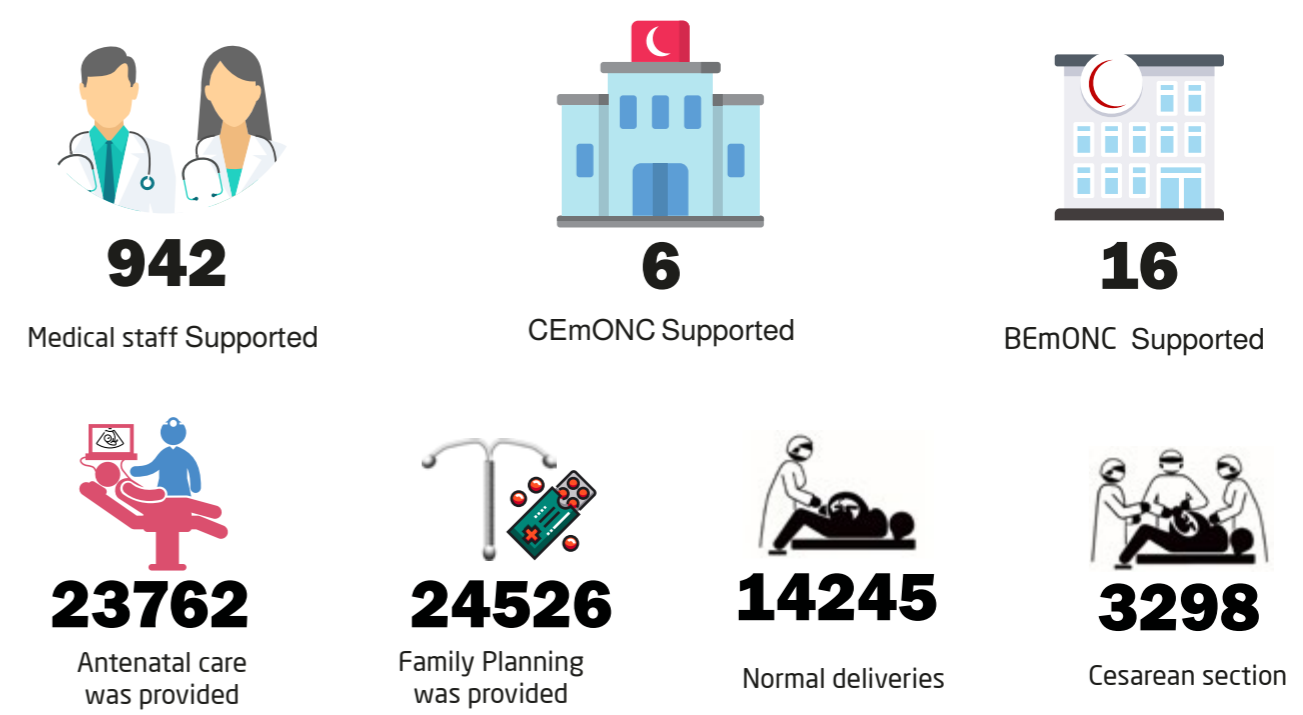 942
Medical staff Supported
6
CEmONC Supported
16
BEmONC Supported
23762
Antenatal care
was provided
24526
Family Planning
was provided
14245
Normal deliveries
3298
Cesarean section